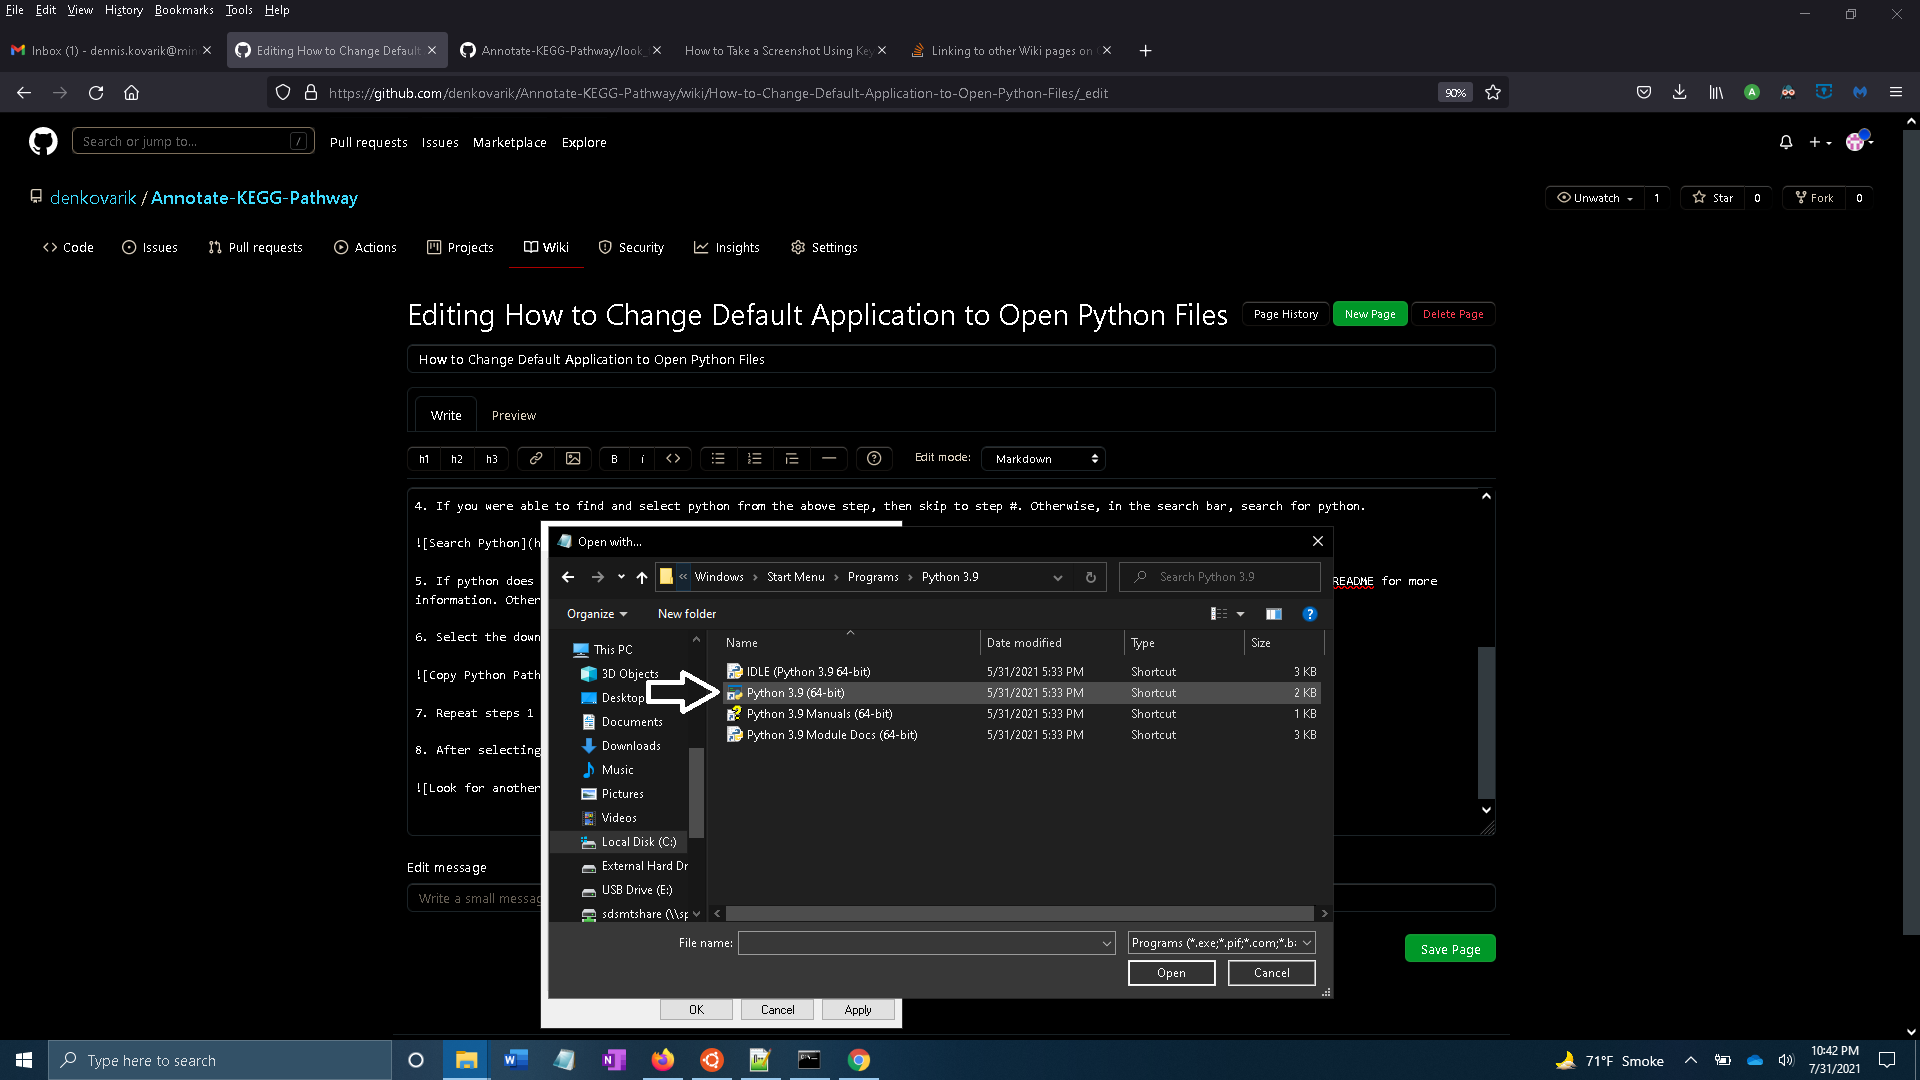 File Edit View History Bookmarks Tools Help
Inbox (1) - dennis.kovarik@min
Editing How to Change Default
Annotate-KEGG-Pathway/look_
How to Take a Screenshot Using Key
Linking to other Wiki pages on
https://github.com/denkovarik/Annotate-KEGG-Pathway/wiki/How-to-Change-Default-Application-to-Open-Python-Files/_edit
90%
Search or jump to... /
Pull requests Issues Marketplace Explore
denkovarik / Annotate-KEGG-Pathway
Unwatch 1 Star 0 Fork 0
Code Issues Pull requests Actions Projects Wiki Security Insights Settings
Editing How to Change Default Application to Open Python Files
Page History New Page Delete Page
How to Change Default Application to Open Python Files
Write Preview
h1 h2 h3 B i <> Edit mode: Markdown
4. If you were able to find and select python from the above step, then skip to step #. Otherwise, in the search bar, search for python.
![Search Python](h
5. If python does
README for more
information. Other
6. Select the down
![Copy Python Path
7. Repeat steps 1
8. After selecting
![Look for another
Edit message
Write a small messag
Save Page
Open with...
« Windows > Start Menu > Programs > Python 3.9
Search Python 3.9
Organize New folder
Name Date modified Type Size
IDLE (Python 3.9 64-bit) 5/31/2021 5:33 PM Shortcut 3 KB
Python 3.9 (64-bit) 5/31/2021 5:33 PM Shortcut 2 KB
Python 3.9 Manuals (64-bit) 5/31/2021 5:33 PM Shortcut 1 KB
Python 3.9 Module Docs (64-bit) 5/31/2021 5:33 PM Shortcut 3 KB
This PC
3D Objects
Desktop
Documents
Downloads
Music
Pictures
Videos
Local Disk (C:)
External Hard Dr
USB Drive (E:)
sdsmtshare (\\sp
File name:
Programs (*.exe;*.pif;*.com;*.ba
Open Cancel
OK Cancel Apply
Type here to search
71°F Smoke
10:42 PM
7/31/2021